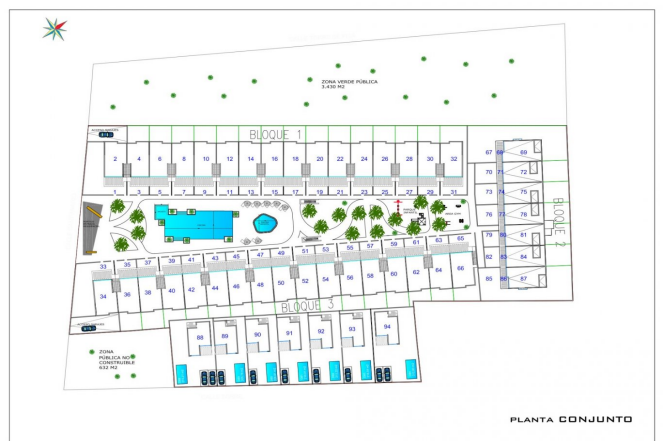 ZONA VERDE PÚBLICA
3.430 M2
BLOQUE 1
2 4 6 8 10 12 14 16 18 20 22 24 26 28 30 32
1 3 5 7 9 11 13 15 17 19 21 23 25 27 29 31
67 68 69
70 71 72
73 74 75
76 77 78
79 80 81
82 83 84
85 86 87
BLOQUE 2
33 35 37 39 41 43 45 47 49 51 53 55 57 59 61 63 65
34 36 38 40 42 44 46 48 50 52 54 56 58 60 62 64 66
BLOQUE 3
88 89 90 91 92 93 94
ZONA
PÚBLICA NO
CONSTRUIBLE
632 M2
PLANTA CONJUNTO